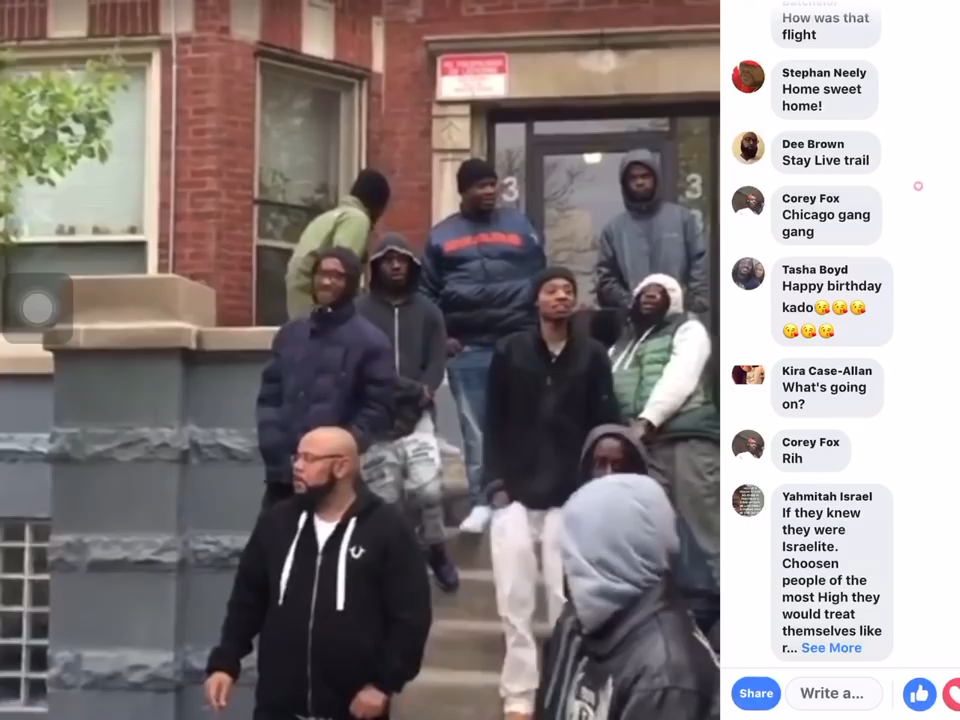 3
3
BEARS
How was that
flight
Stephan Neely
Home sweet
home!
Dee Brown
Stay Live trail
Corey Fox
Chicago gang
gang
Tasha Boyd
Happy birthday
kado😘😘😘
😘😘😘
Kira Case-Allan
What's going
on?
Corey Fox
Rih
Yahmitah Israel
If they knew
they were
Israelite.
Choosen
people of the
most High they
would treat
themselves like
r... See More
Share
Write a...